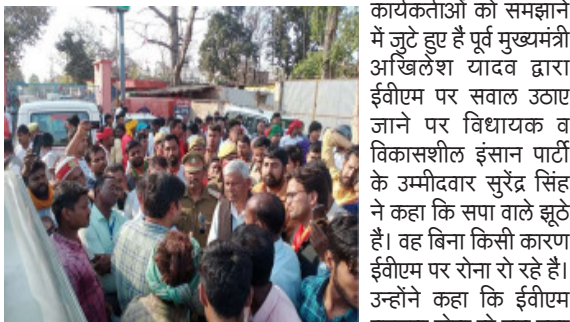 कार्यकर्ताओं को समझाने
में जुटे हुए है पूर्व मुख्यमंत्री
अखिलेश यादव द्वारा
ईवीएम पर सवाल उठाए
जाने पर विधायक व
विकासशील इंसान पार्टी
के उम्मीदवार सुरेंद्र सिंह
ने कहा कि सपा वाले झूठे
हैं। वह बिना किसी कारण
ईवीएम पर रोना रो रहे हैं।
उन्होंने कहा कि ईवीएम